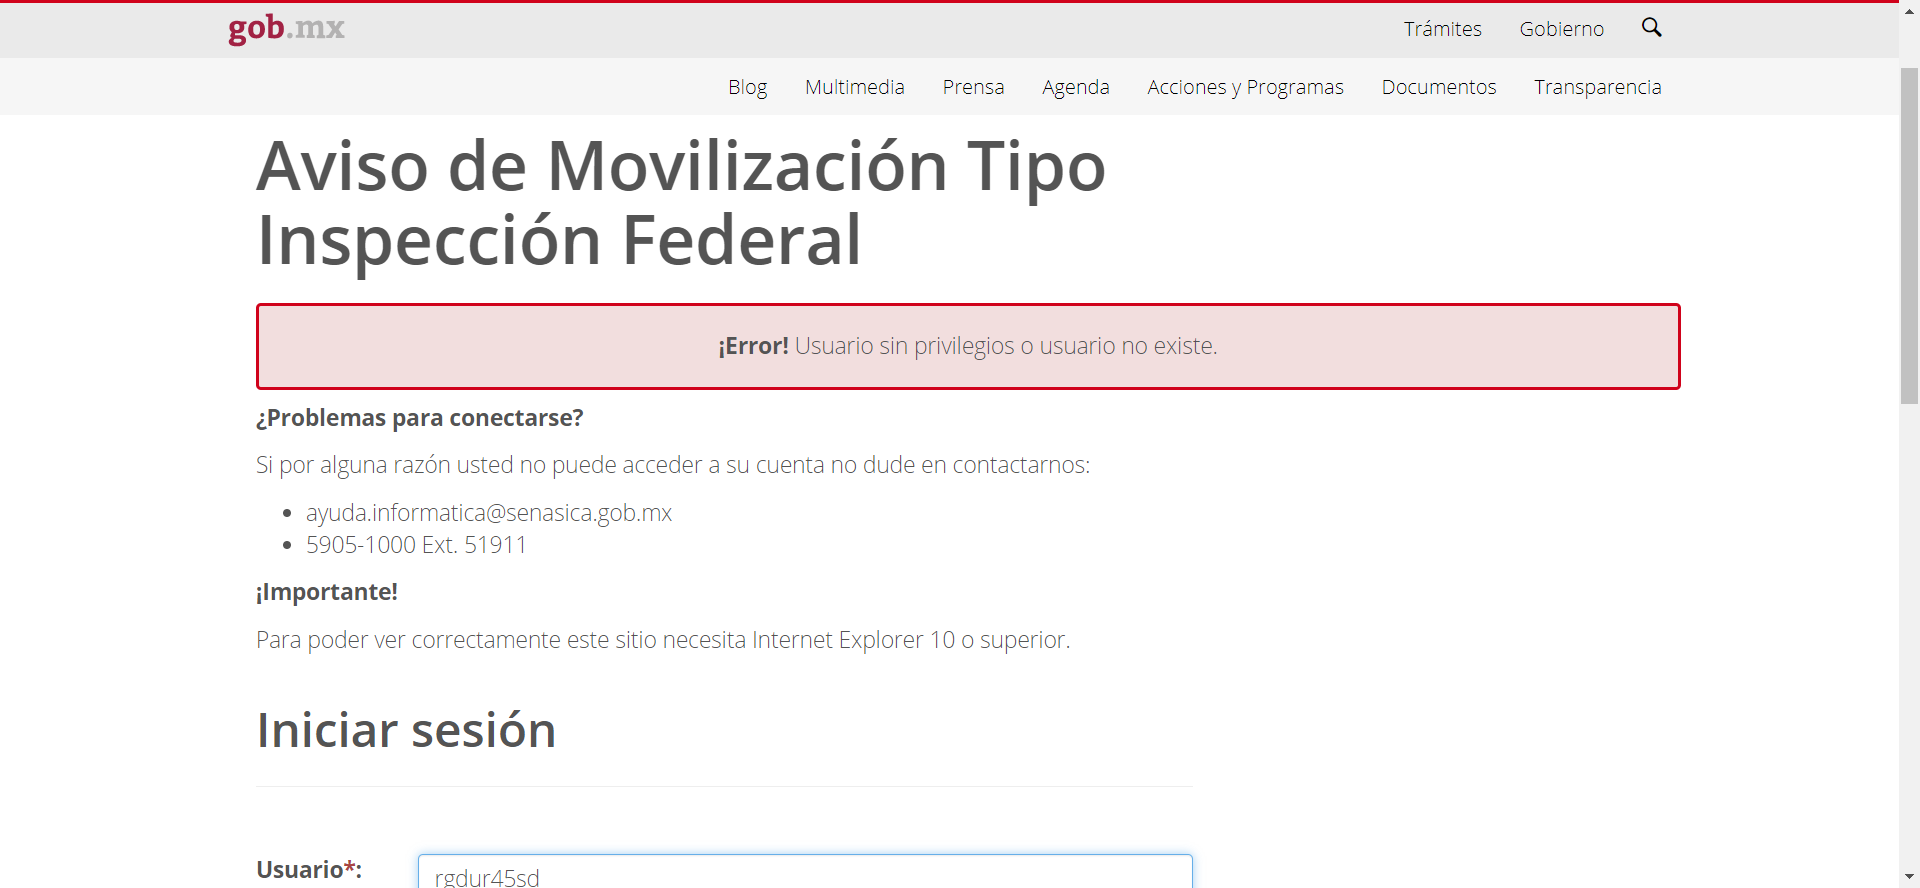 gob.mx
Trámites Gobierno
Blog Multimedia Prensa Agenda Acciones y Programas Documentos Transparencia
Aviso de Movilización Tipo
Inspección Federal
¡Error! Usuario sin privilegios o usuario no existe.
¿Problemas para conectarse?
Si por alguna razón usted no puede acceder a su cuenta no dude en contactarnos:
ayuda.informatica@senasica.gob.mx
5905-1000 Ext. 51911
¡Importante!
Para poder ver correctamente este sitio necesita Internet Explorer 10 o superior.
Iniciar sesión
Usuario*: rgdur45sd